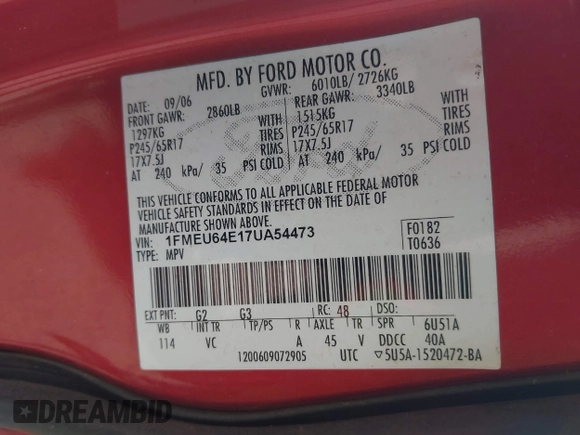 MFD. BY FORD MOTOR CO.
DATE: 09/06 GVWR: 6010LB/ 2726KG
FRONT GAWR: 2860LB REAR GAWR: 3340LB
1297KG WITH 1515KG WITH
P245/65R17 TIRES P245/65R17 TIRES
17X7.5J RIMS 17X7.5J RIMS
AT 240 kPa/ 35 PSI COLD AT 240 kPa/ 35 PSI COLD
THIS VEHICLE CONFORMS TO ALL APPLICABLE FEDERAL MOTOR
VEHICLE SAFETY STANDARDS IN EFFECT ON THE DATE OF
MANUFACTURE SHOWN ABOVE.
VIN: 1FMEU64E17UA54473 F0182
TYPE: MPV T0636
EXT PNT: G2 G3 RC: 48 DSO:
WB INT TR TP/PS R AXLE TR SPR 6U51A
114 VC A 45 V DDCC 40A
1200609072905 UTC ▽5U5A-1520472-BA
Ford
DREAMBID